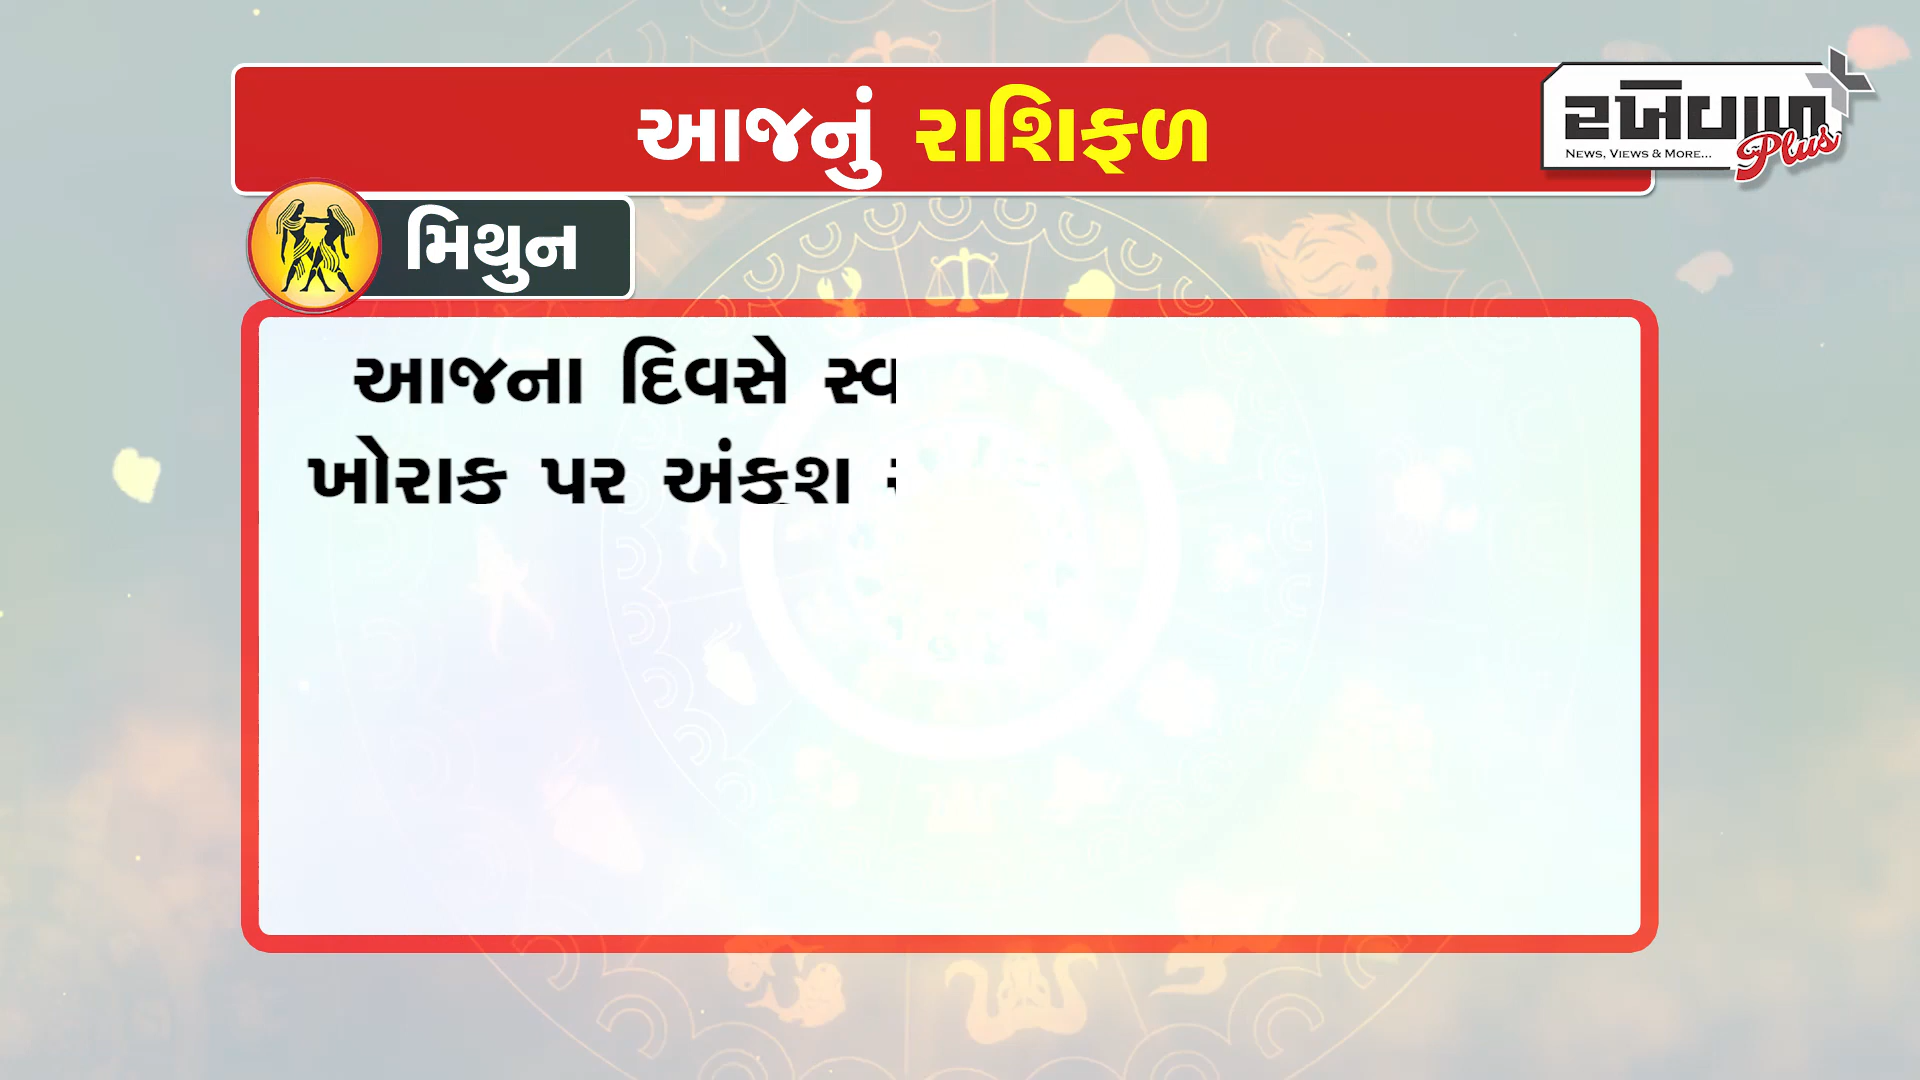 આજનું રાશિફળ
રખેવાળ
Plus
NEWS, VIEWS & MORE...
મિથુન
આજના દિવસે
ખોરાક પર અંકુશ